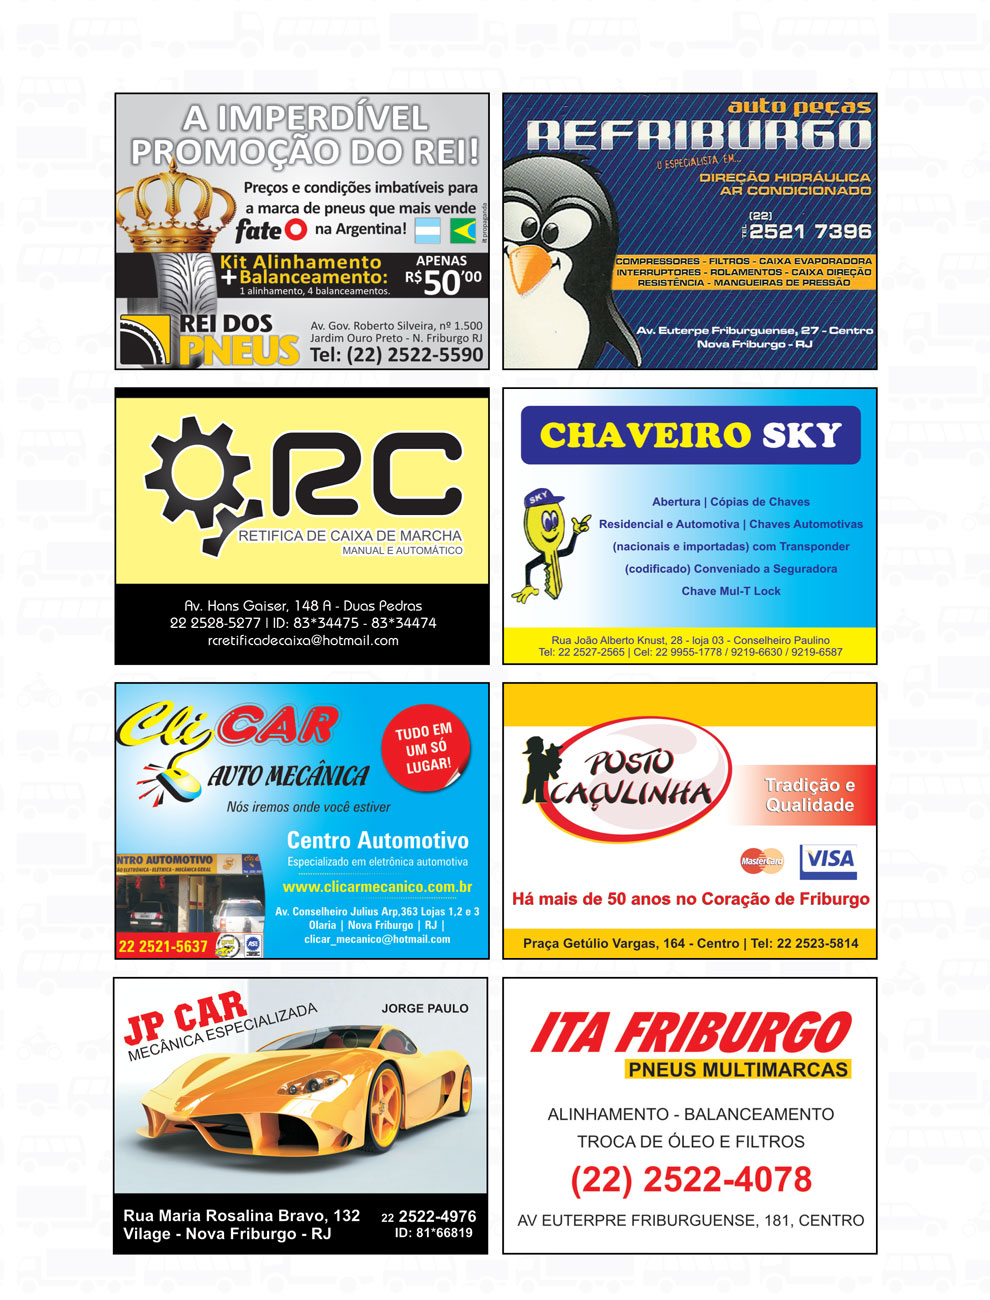 A IMPERDÍVEL
PROMOÇÃO DO REI!
Preços e condições imbatíveis para
a marca de pneus que mais vende
fate O na Argentina!
lt propaganda
Kit Alinhamento
+Balanceamento:
1 alinhamento, 4 balanceamentos.
APENAS
R$50'00
REI DOS
PNEUS
Av. Gov. Roberto Silveira, nº 1.500
Jardim Ouro Preto - N. Friburgo RJ
Tel: (22) 2522-5590
auto peças
REFRIBURGO
O ESPECIALISTA EM...
DIREÇÃO HIDRÁULICA
AR CONDICIONADO
(22)
TEL 2521 7396
COMPRESSORES - FILTROS - CAIXA EVAPORADORA
INTERRUPTORES - ROLAMENTOS - CAIXA DIREÇÃO
RESISTÊNCIA - MANGUEIRAS DE PRESSÃO
Av. Euterpe Friburguense, 27 - Centro
Nova Friburgo - RJ
RC
RETIFICA DE CAIXA DE MARCHA
MANUAL E AUTOMÁTICO
Av. Hans Gaiser, 148 A - Duas Pedras
22 2528-5277 | ID: 83*34475 - 83*34474
rcretificadecaixa@hotmail.com
CHAVEIRO SKY
SKY
Abertura | Cópias de Chaves
Residencial e Automotiva | Chaves Automotivas
(nacionais e importadas) com Transponder
(codificado) Conveniado a Seguradora
Chave Mul-T Lock
Rua João Alberto Knust, 28 - loja 03 - Conselheiro Paulino
Tel: 22 2527-2565 | Cel: 22 9955-1778 / 9219-6630 / 9219-6587
Cli CAR
AUTO MECÂNICA
Nós iremos onde você estiver
TUDO EM
UM SÓ
LUGAR!
Centro Automotivo
Especializado em eletrônica automotiva
www.clicarmecanico.com.br
Av. Conselheiro Julius Arp,363 Lojas 1,2 e 3
Olaria | Nova Friburgo | RJ |
clicar_mecanico@hotmail.com
NTRO AUTOMOTIVO
22 2521-5637
ASE
POSTO
CAÇULINHA
Tradição e
Qualidade
MasterCard
VISA
Há mais de 50 anos no Coração de Friburgo
Praça Getúlio Vargas, 164 - Centro | Tel: 22 2523-5814
JP CAR
MECÂNICA ESPECIALIZADA
JORGE PAULO
Rua Maria Rosalina Bravo, 132
Vilage - Nova Friburgo - RJ
22 2522-4976
ID: 81*66819
ITA FRIBURGO
PNEUS MULTIMARCAS
ALINHAMENTO - BALANCEAMENTO
TROCA DE ÓLEO E FILTROS
(22) 2522-4078
AV EUTERPRE FRIBURGUENSE, 181, CENTRO